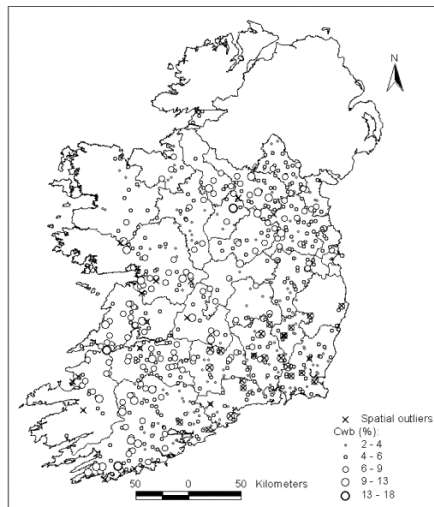 N
× Spatial outliers
Cwb (%):
2 - 4
4 - 6
6 - 9
9 - 13
13 - 18
50 0 50 Kilometers